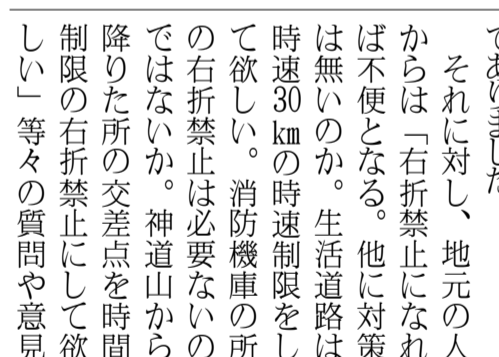 でありました
それに対し、地元の人
からは「右折禁止になれ
ば不便となる。他に対策
は無いのか。生活道路は
時速30kmの時速制限をし
て欲しい。消防機庫の所
の右折禁止は必要ないの
ではないか。神道山から
降りた所の交差点を時間
制限の右折禁止にして欲
しい」等々の質問や意見